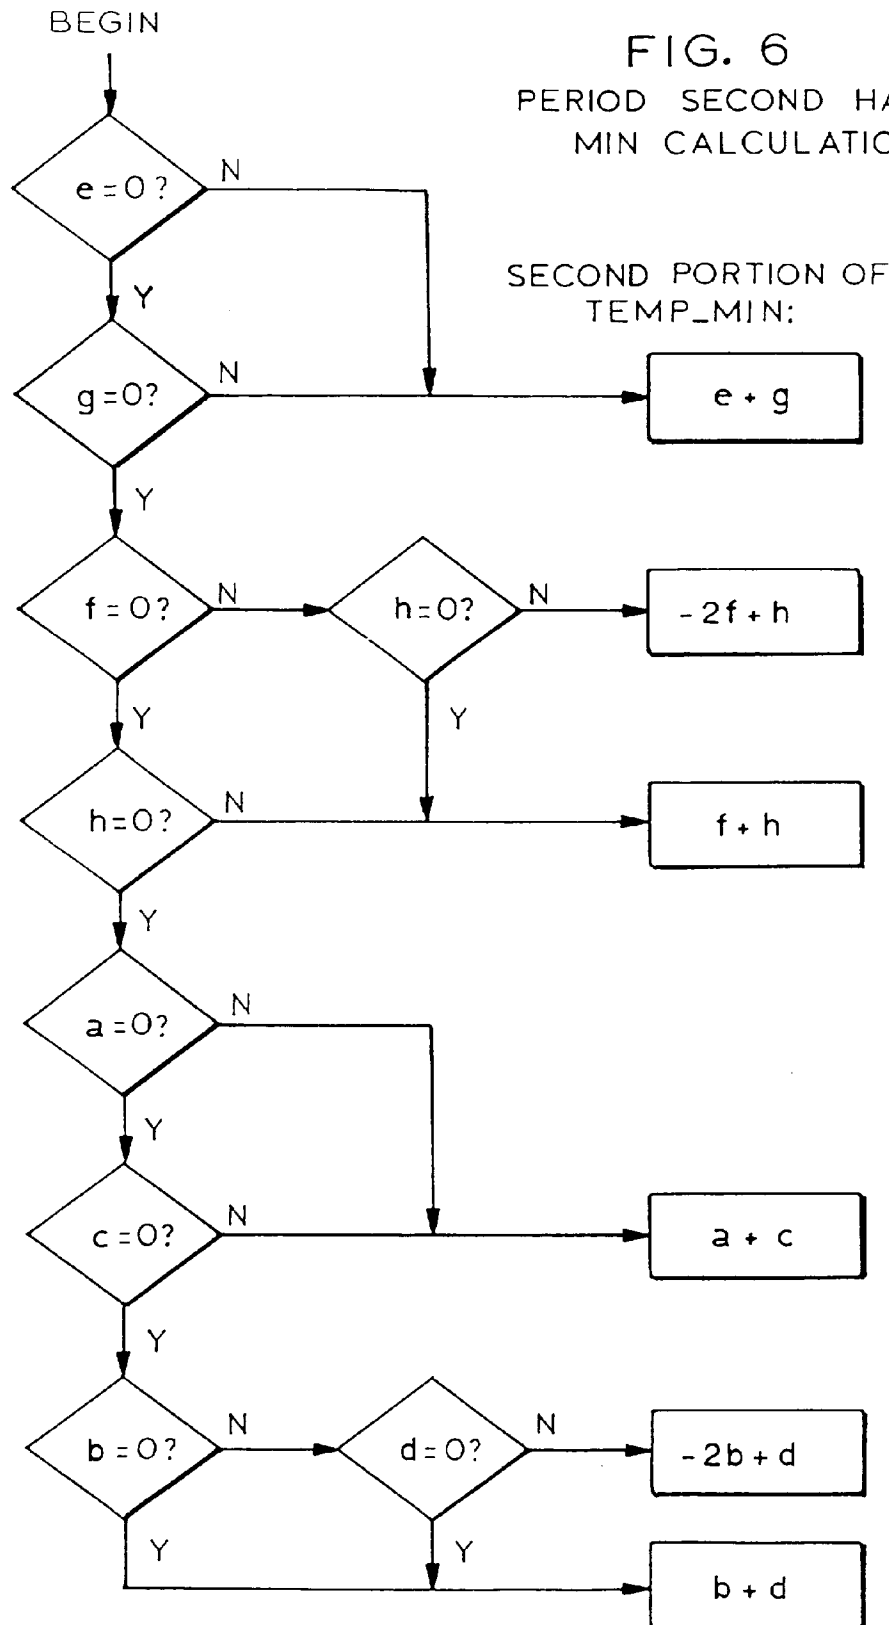 BEGIN
FIG. 6
PERIOD SECOND HA
MIN CALCULATIO
e=0?
N
Y
SECOND PORTION OF
TEMP_MIN:
g=0?
N
e + g
Y
f=0?
N
h=0?
N
-2f + h
Y
Y
h=0?
N
f + h
Y
a=0?
N
Y
c=0?
N
a + c
Y
b=0?
N
d=0?
N
-2b + d
Y
Y
b + d